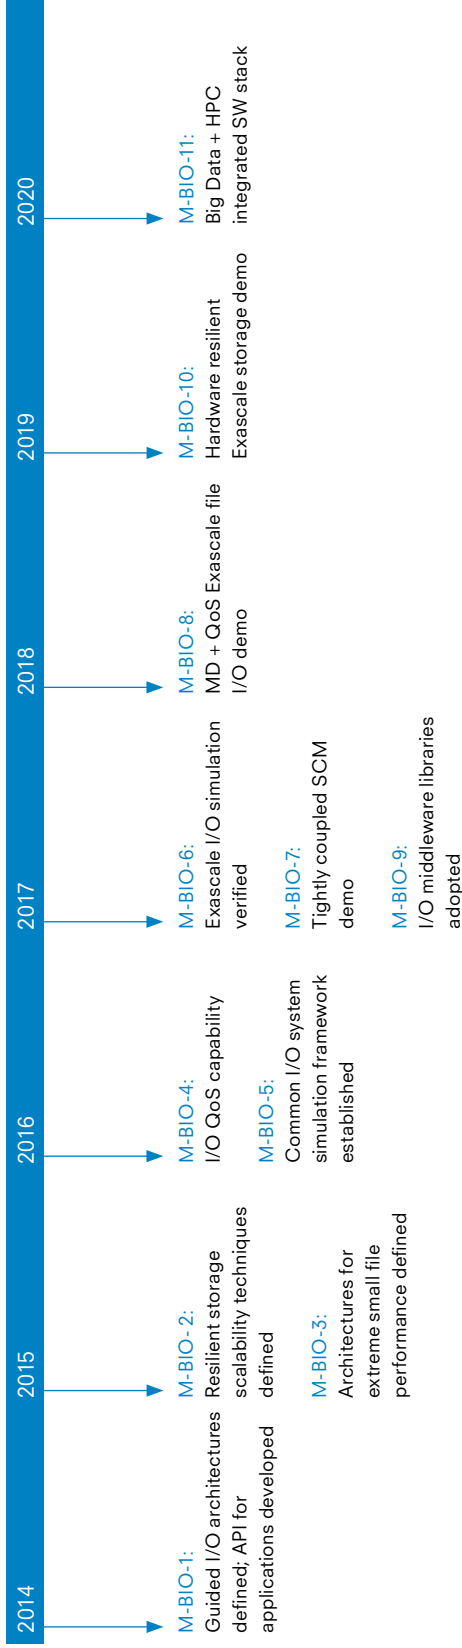 2014
M-BIO-1:
Guided I/O architectures
defined; API for
applications developed
2015
M-BIO- 2:
Resilient storage
scalability techniques
defined
M-BIO-3:
Architectures for
extreme small file
performance defined
2016
M-BIO-4:
I/O QoS capability
M-BIO-5:
Common I/O system
simulation framework
established
2017
M-BIO-6:
Exascale I/O simulation
verified
M-BIO-7:
Tightly coupled SCM
demo
M-BIO-9:
I/O middleware libraries
adopted
2018
M-BIO-8:
MD + QoS Exascale file
I/O demo
2019
M-BIO-10:
Hardware resilient
Exascale storage demo
2020
M-BIO-11:
Big Data + HPC
integrated SW stack